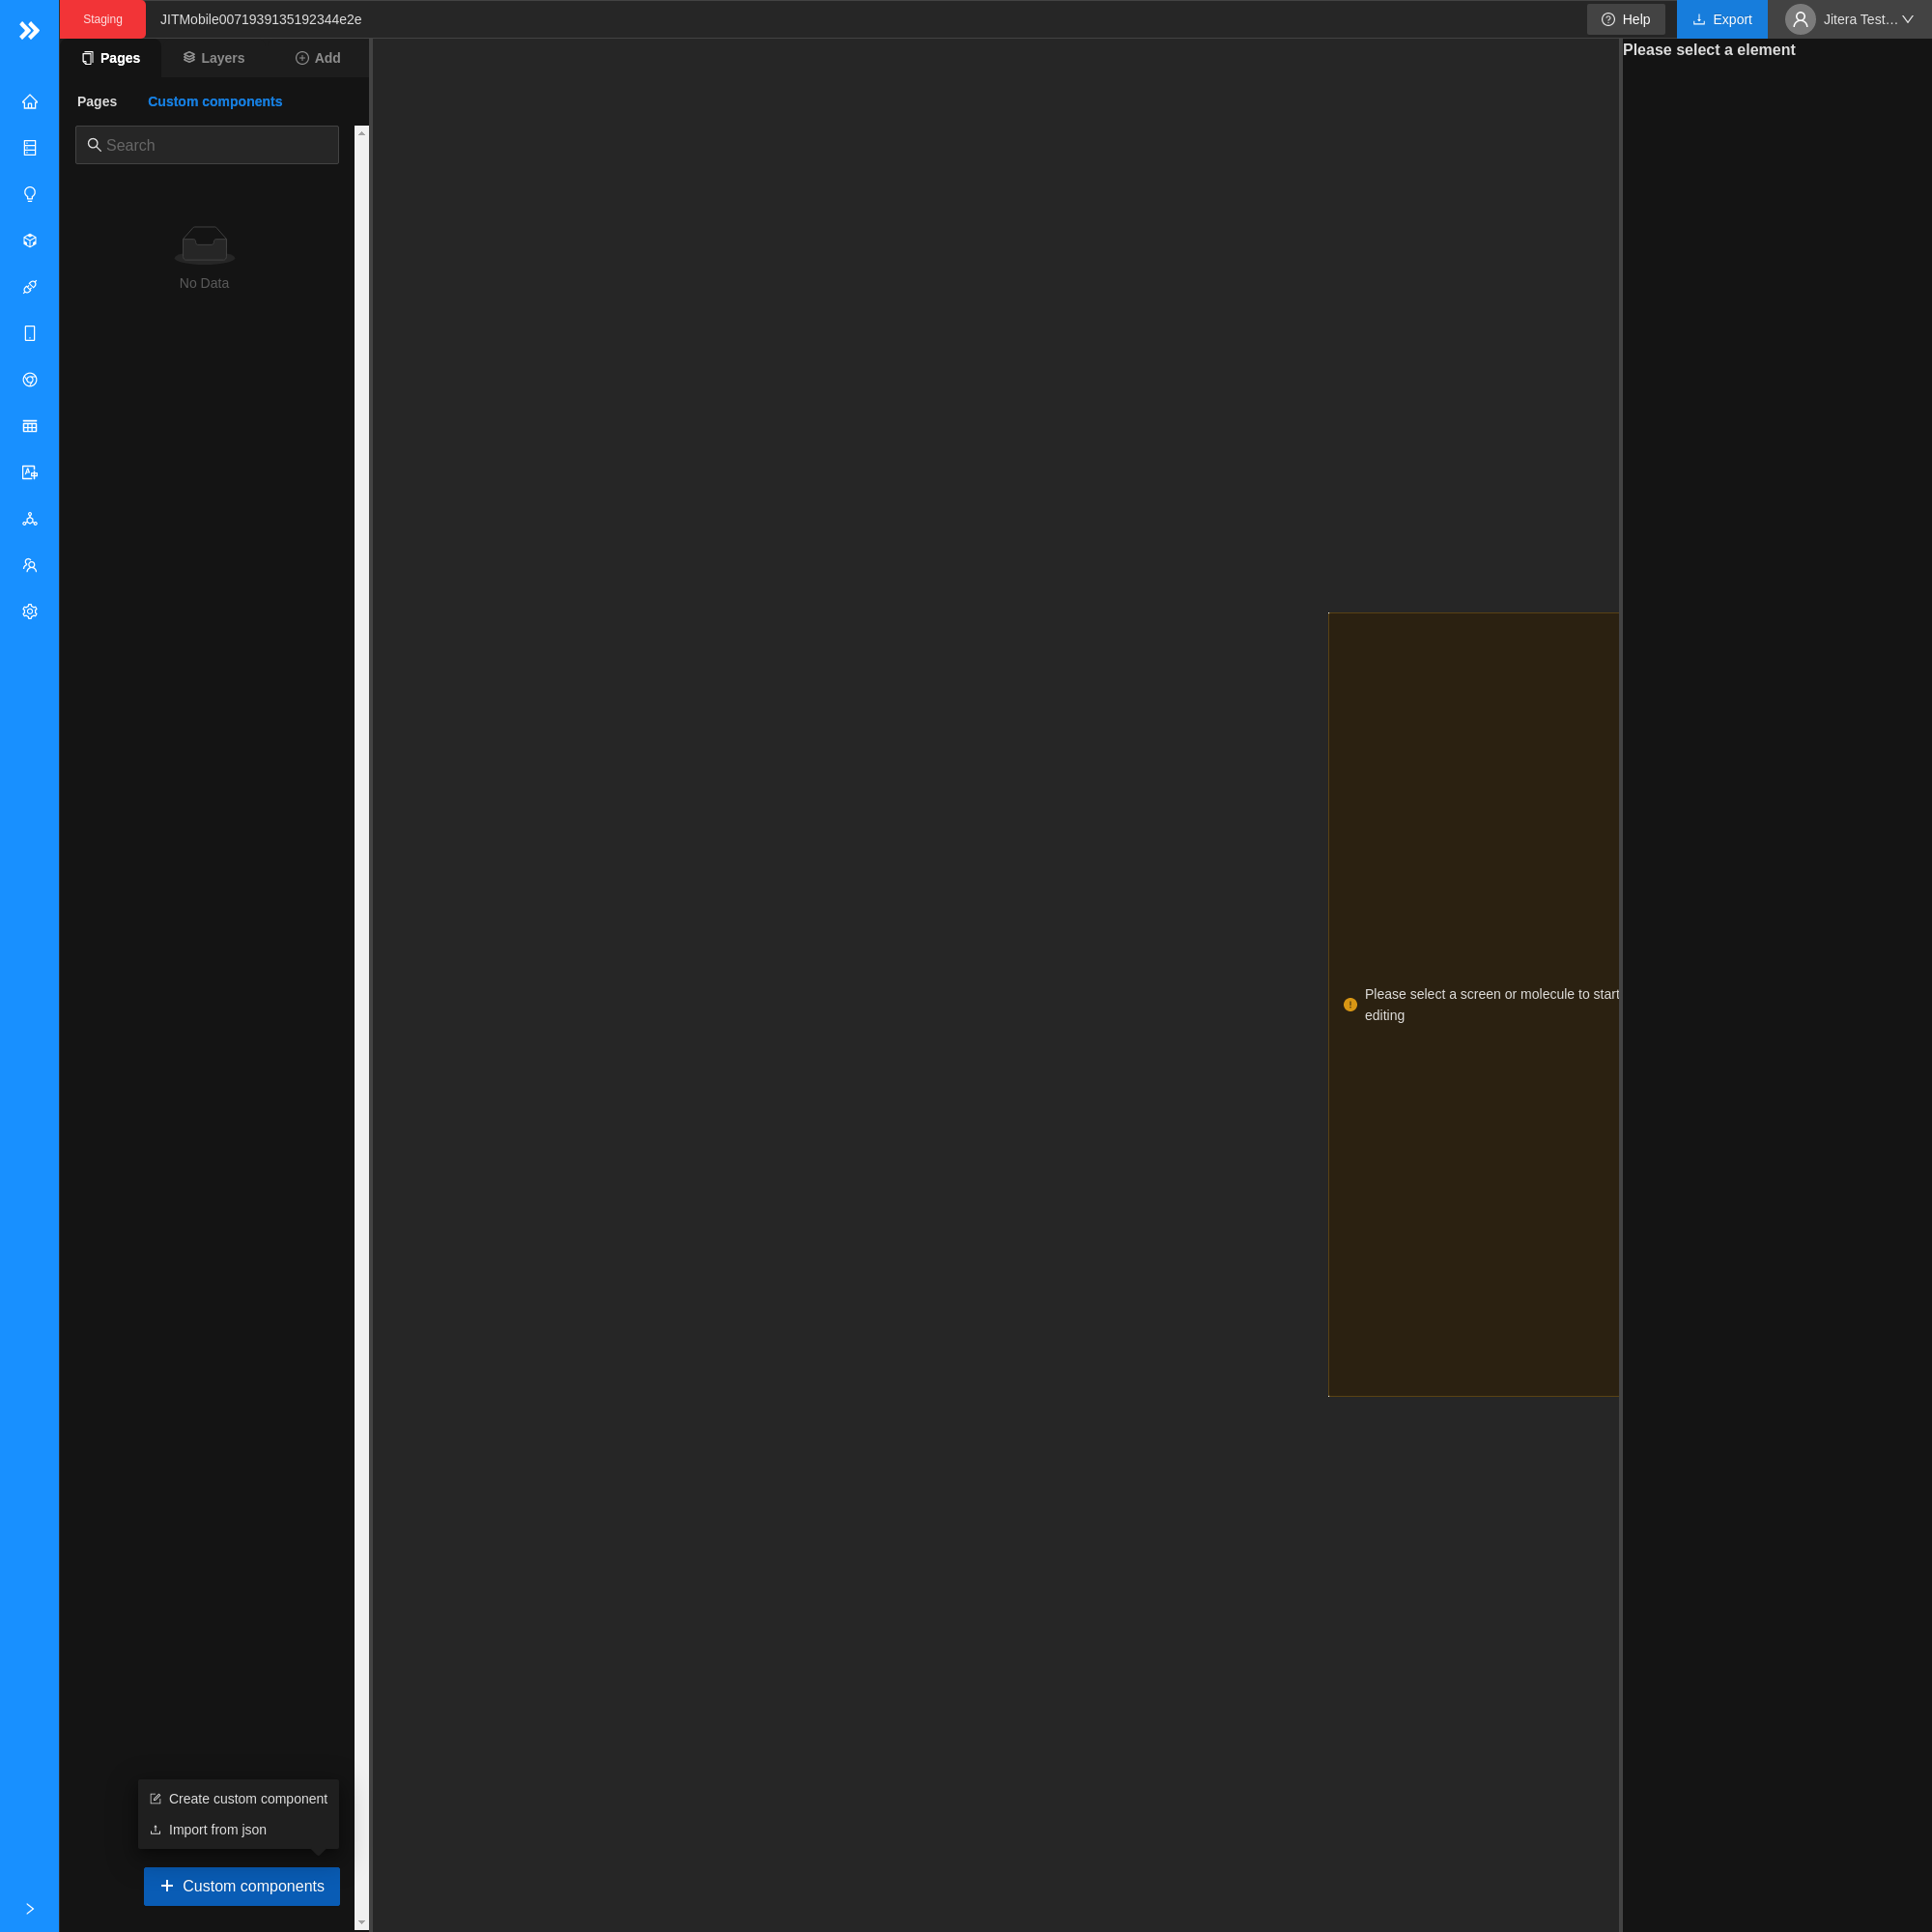 Staging
JITMobile0071939135192344e2e
Help
Export
Jitera Test…
Pages
Layers
Add
Please select a element
Pages
Custom components
Search
No Data
Please select a screen or molecule to start
editing
Create custom component
Import from json
Custom components